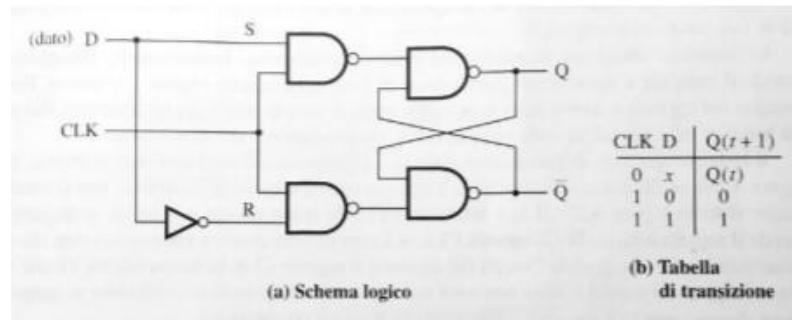 (dato) D
S
CLK
R
Q
Q̅
CLK D Q(t + 1)
0 x Q(t)
1 0 0
1 1 1
(a) Schema logico
(b) Tabella
di transizione